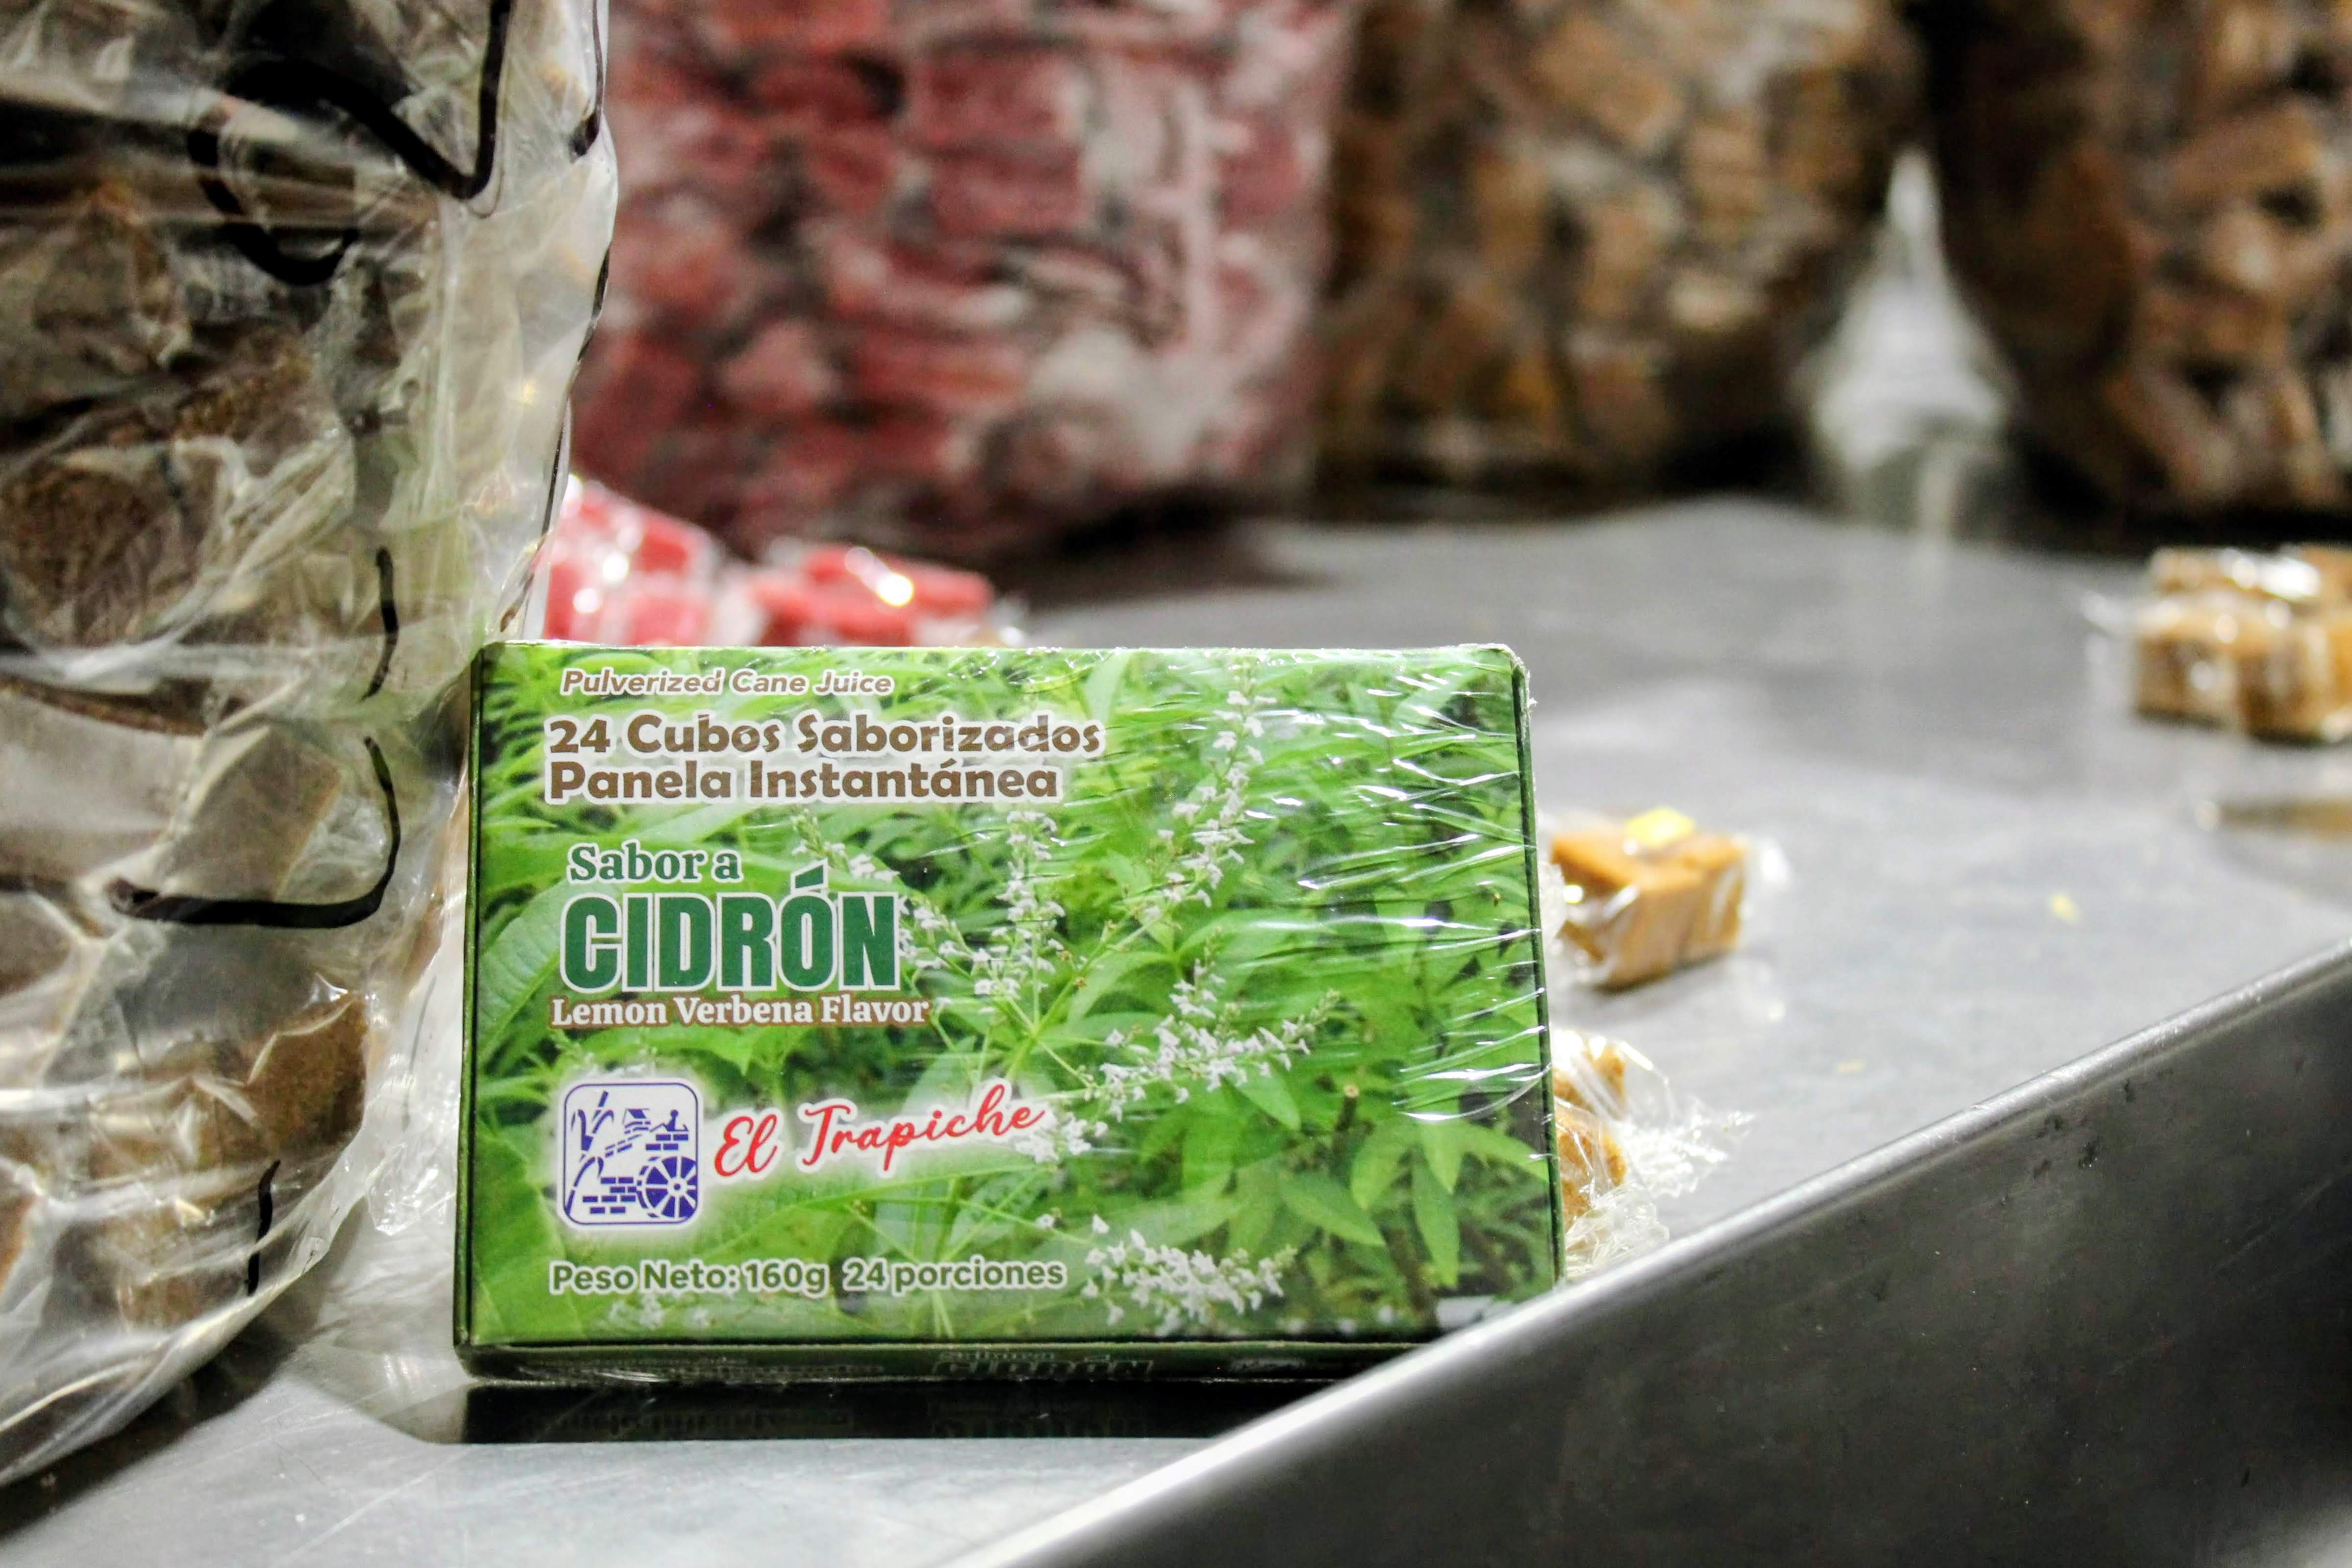 Pulverized Cane Juice
24 Cubos Saborizados
Panela Instantánea
Sabor a
CIDRÓN
Lemon Verbena Flavor
El Trapiche
Peso Neto: 160g 24 porciones
CIDRÓN